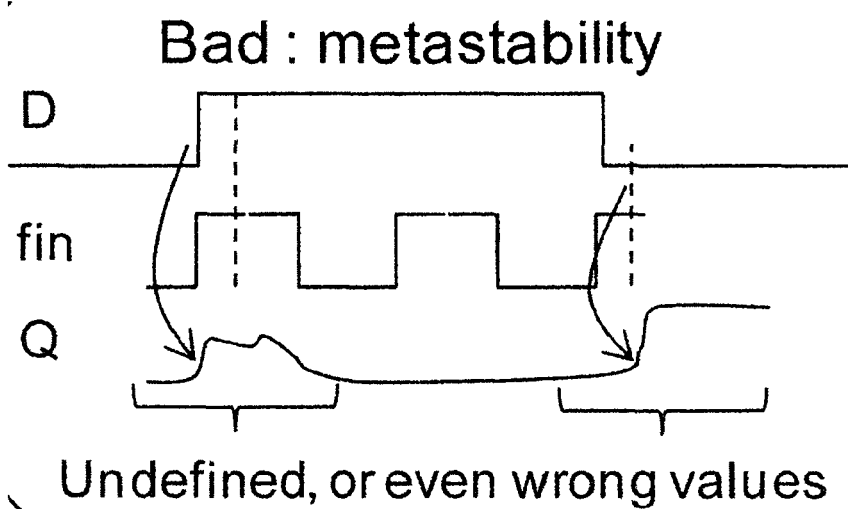 Bad : metastability
D
fin
Q
Undefined, or even wrong values